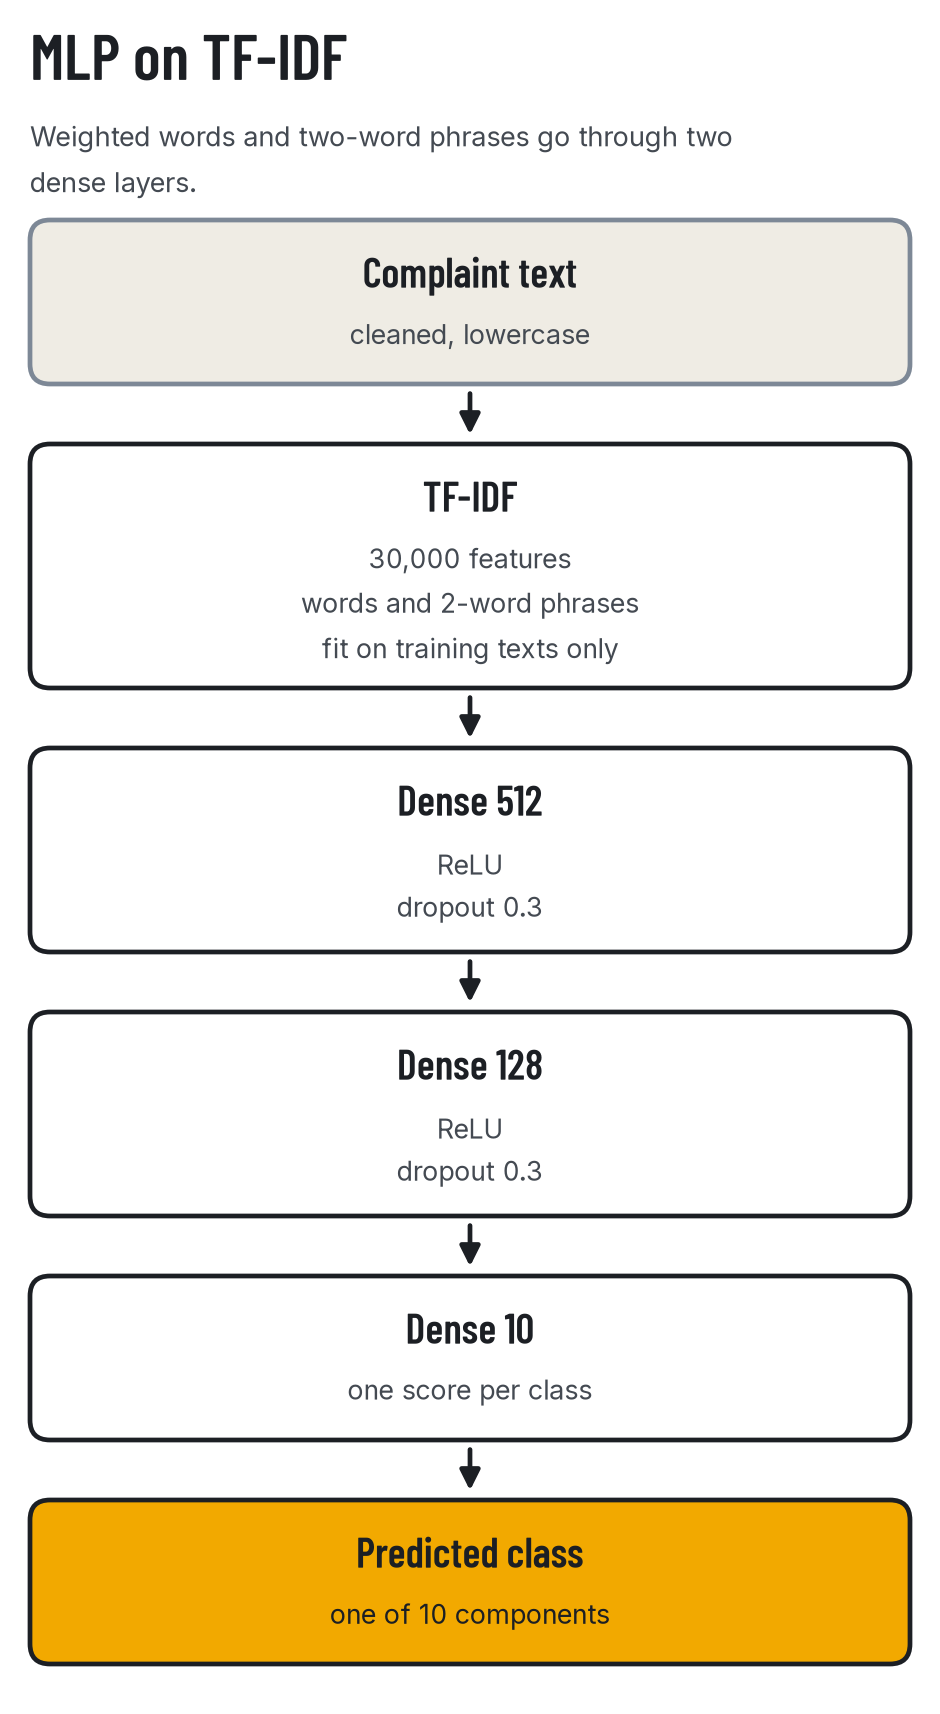 MLP on TF-IDF
Weighted words and two-word phrases go through two
dense layers.
Complaint text
cleaned, lowercase
TF-IDF
30,000 features
words and 2-word phrases
fit on training texts only
Dense 512
ReLU
dropout 0.3
Dense 128
ReLU
dropout 0.3
Dense 10
one score per class
Predicted class
one of 10 components